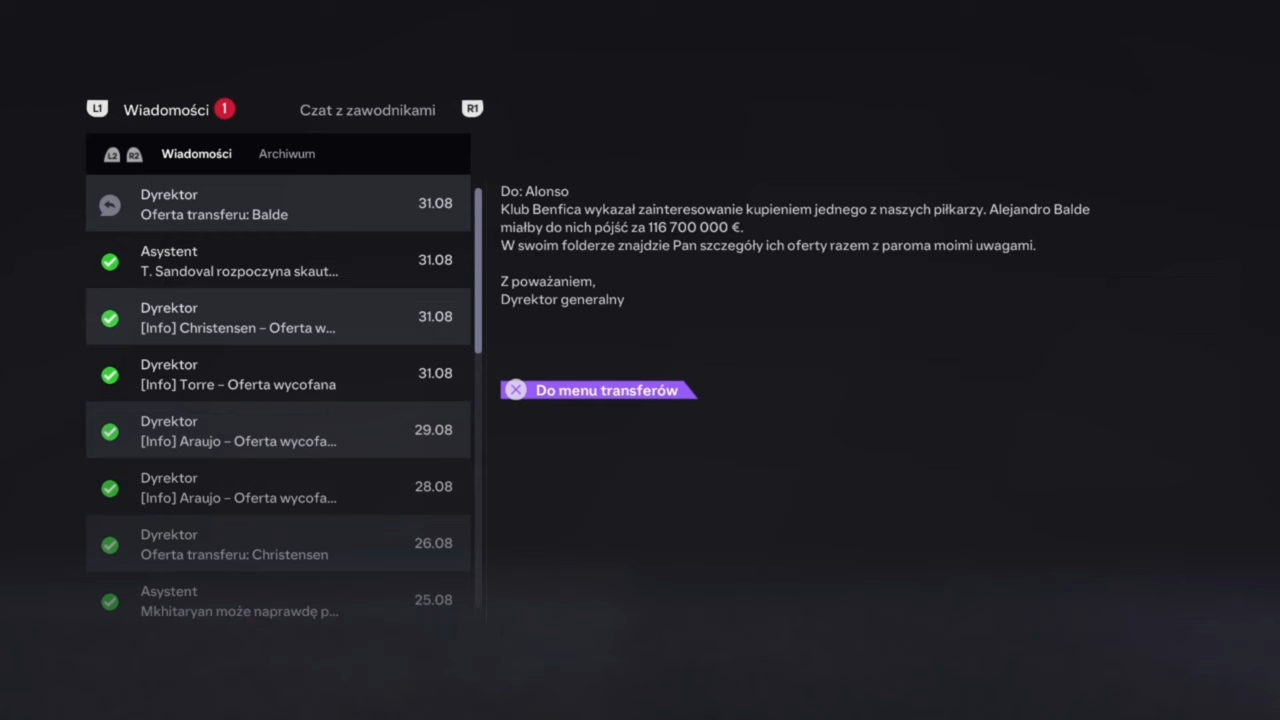 L1 Wiadomości 1 Czat z zawodnikami R1
L2 R2 Wiadomości Archiwum
Dyrektor
Oferta transferu: Balde
31.08
Asystent
T. Sandoval rozpoczyna skaut...
31.08
Dyrektor
[Info] Christensen – Oferta w...
31.08
Dyrektor
[Info] Torre – Oferta wycofana
31.08
Dyrektor
[Info] Araujo – Oferta wycofa...
29.08
Dyrektor
[Info] Araujo – Oferta wycofa...
28.08
Dyrektor
Oferta transferu: Christensen
26.08
Asystent
Mkhitaryan może naprawdę p...
25.08
Do: Alonso
Klub Benfica wykazał zainteresowanie kupieniem jednego z naszych piłkarzy. Alejandro Balde
miałby do nich pójść za 116 700 000 €.
W swoim folderze znajdzie Pan szczegóły ich oferty razem z paroma moimi uwagami.
Z poważaniem,
Dyrektor generalny
Do menu transferów